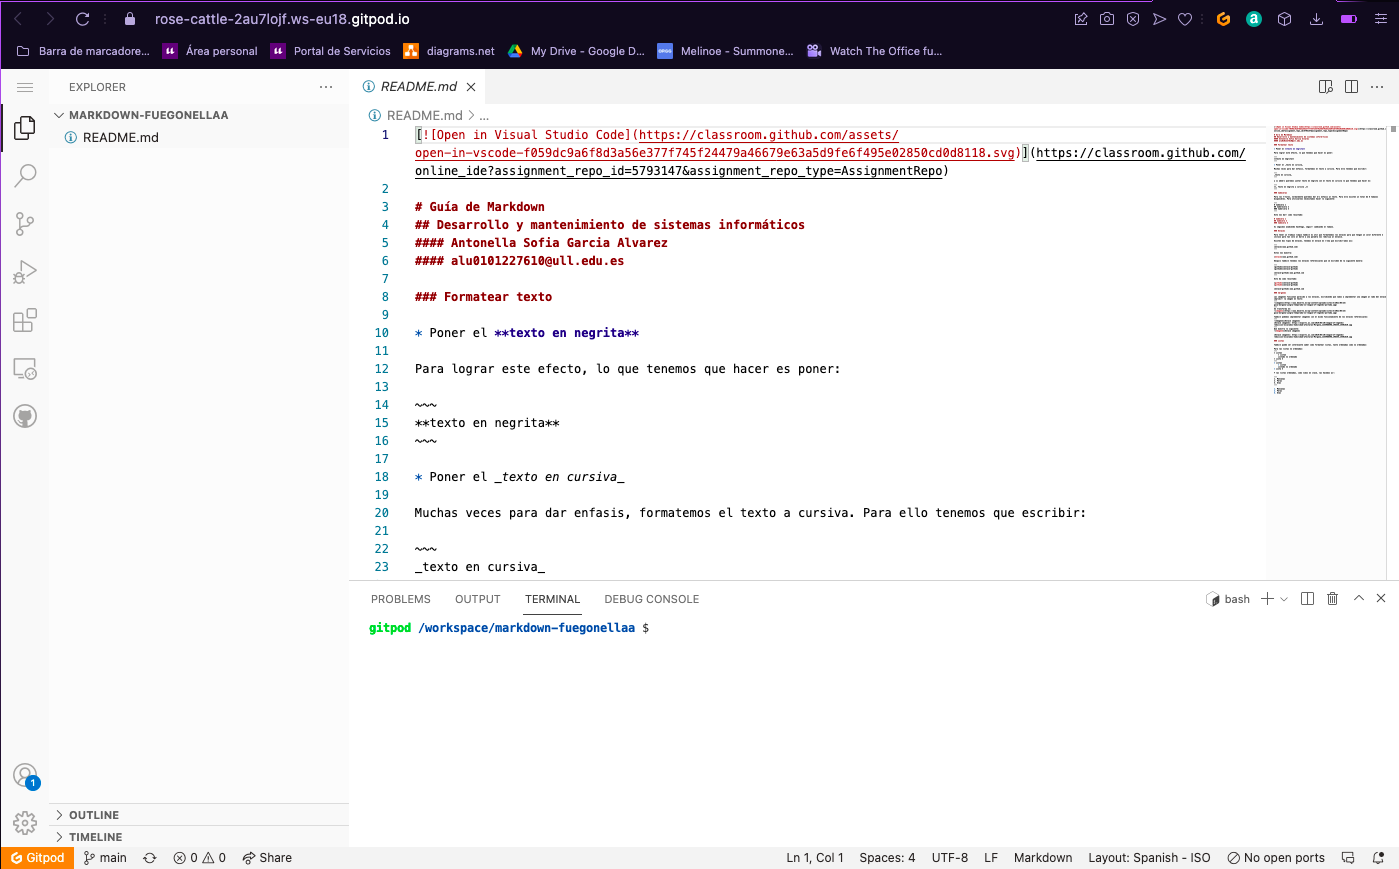 rose-cattle-2au7lojf.ws-eu18.gitpod.io
Barra de marcadore...
Área personal
Portal de Servicios
diagrams.net
My Drive - Google D...
Melinoe - Summone...
Watch The Office fu...
EXPLORER
README.md
MARKDOWN-FUEGONELLAA
README.md
README.md > ...
1 [![Open in Visual Studio Code](https://classroom.github.com/assets/
open-in-vscode-f059dc9a6f8d3a56e377f745f24479a46679e63a5d9fe6f495e02850cd0d8118.svg)](https://classroom.github.com/
online_ide?assignment_repo_id=5793147&assignment_repo_type=AssignmentRepo)
2
3 # Guía de Markdown
4 ## Desarrollo y mantenimiento de sistemas informáticos
5 #### Antonella Sofia Garcia Alvarez
6 #### alu0101227610@ull.edu.es
7
8 ### Formatear texto
9
10 * Poner el **texto en negrita**
11
12 Para lograr este efecto, lo que tenemos que hacer es poner:
13
14 ~~~
15 **texto en negrita**
16 ~~~
17
18 * Poner el _texto en cursiva_
19
20 Muchas veces para dar enfasis, formatemos el texto a cursiva. Para ello tenemos que escribir:
21
22 ~~~
23 _texto en cursiva_
PROBLEMS OUTPUT TERMINAL DEBUG CONSOLE
bash
gitpod /workspace/markdown-fuegonellaa $
1
OUTLINE
TIMELINE
Gitpod main 0 0 Share
Ln 1, Col 1 Spaces: 4 UTF-8 LF Markdown Layout: Spanish - ISO No open ports